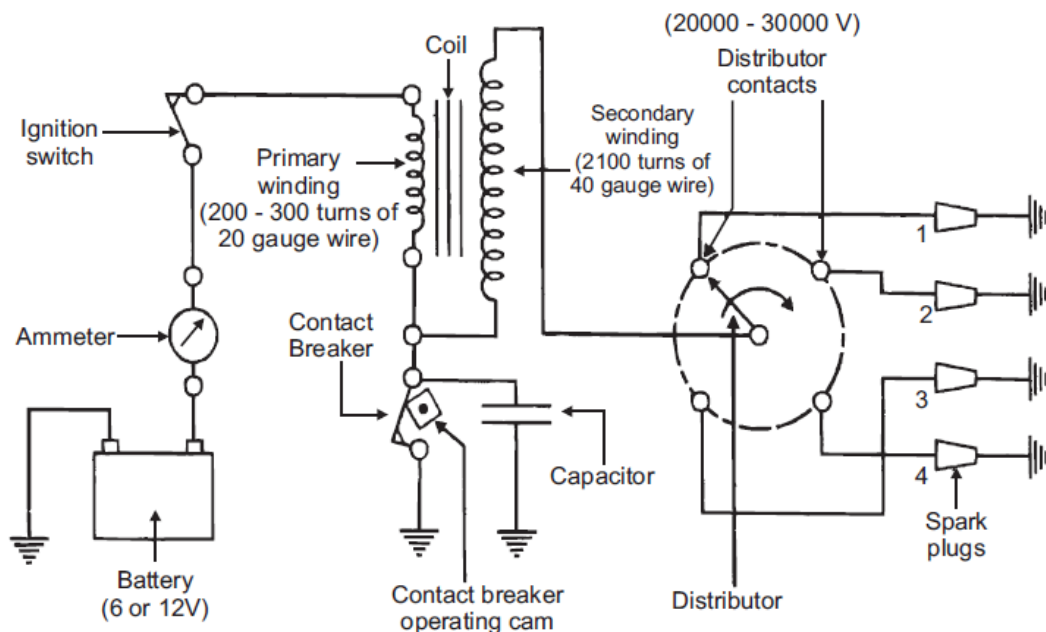 (20000 - 30000 V)
Distributor
contacts
Coil
Ignition
switch
Primary
winding
(200 - 300 turns of
20 gauge wire)
Secondary
winding
(2100 turns of
40 gauge wire)
1
2
3
4
Ammeter
Contact
Breaker
Capacitor
Spark
plugs
Battery
(6 or 12V)
Contact breaker
operating cam
Distributor